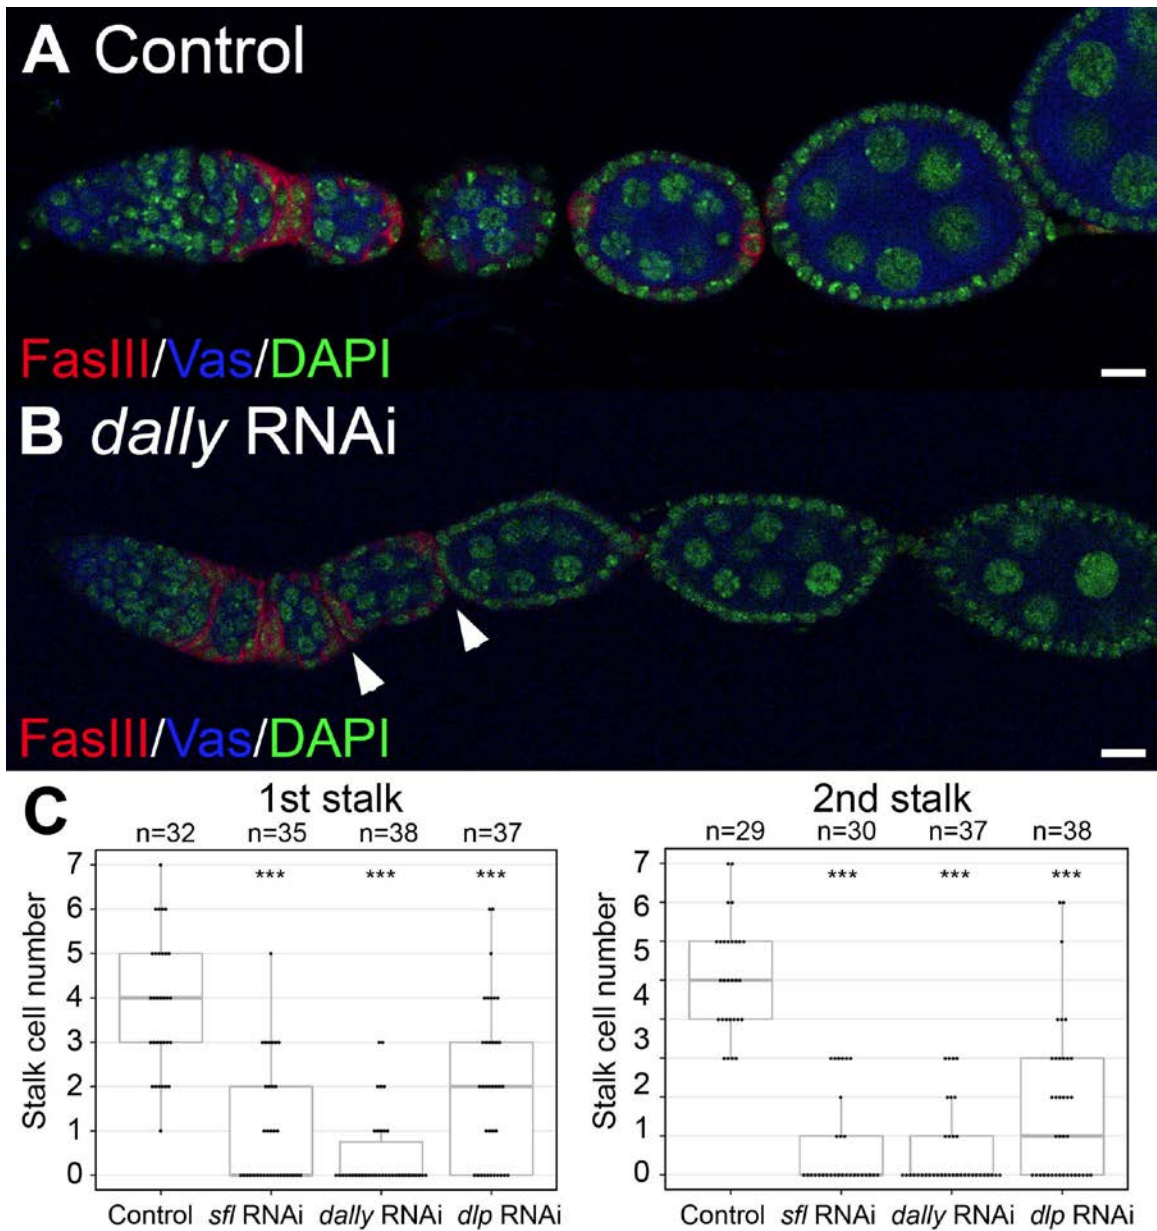 A Control
FasIII/Vas/DAPI
B dally RNAi
FasIII/Vas/DAPI
C
1st stalk
n=32 n=35 n=38 n=37
*** *** ***
Stalk cell number
7
6
5
4
3
2
1
0
Control sfl RNAi dally RNAi dlp RNAi
2nd stalk
n=29 n=30 n=37 n=38
*** *** ***
Stalk cell number
7
6
5
4
3
2
1
0
Control sfl RNAi dally RNAi dlp RNAi